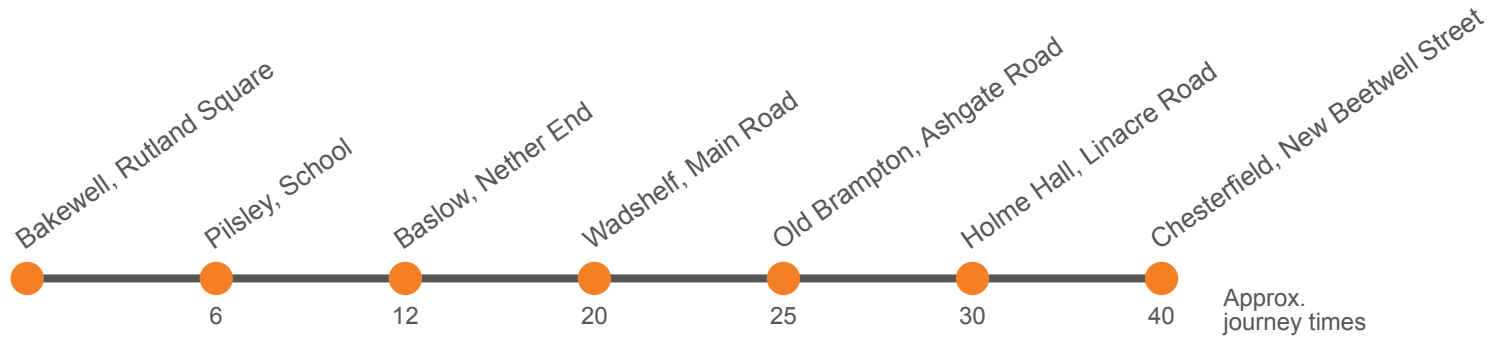 Bakewell, Rutland Square
Pilsley, School
Baslow, Nether End
Wadshelf, Main Road
Old Brampton, Ashgate Road
Holme Hall, Linacre Road
Chesterfield, New Beetwell Street
6
12
20
25
30
40
Approx.
journey times